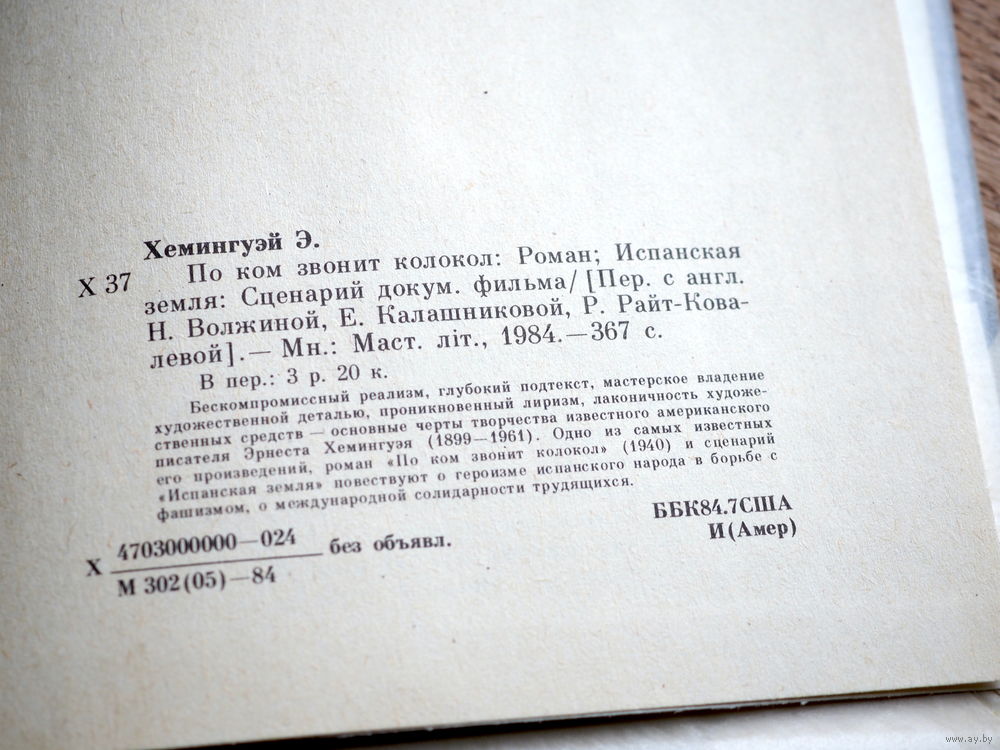 Хемингуэй Э.
Х 37 По ком звонит колокол: Роман; Испанская
земля: Сценарий докум. фильма/[Пер. с англ.
Н. Волжиной, Е. Калашниковой, Р. Райт-Кова-
левой].— Мн.: Маст. літ., 1984.—367 с.
В пер.: 3 р. 20 к.
Бескомпромиссный реализм, глубокий подтекст, мастерское владение
художественной деталью, проникновенный лиризм, лаконичность художе-
ственных средств — основные черты творчества известного американского
писателя Эрнеста Хемингуэя (1899—1961). Одно из самых известных
его произведений, роман «По ком звонит колокол» (1940) и сценарий
«Испанская земля» повествуют о героизме испанского народа в борьбе с
фашизмом, о международной солидарности трудящихся.
ББК84.7США
И(Амер)
Х 4703000000—024 без объявл.
М 302(05)—84
www.ay.by